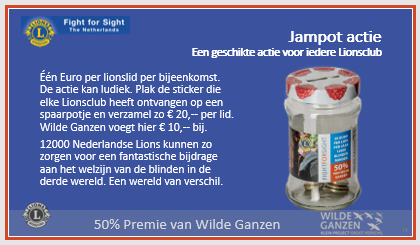 Fight for Sight
The Netherlands
Jampot actie
Een geschikte actie voor iedere Lionsclub
Één Euro per lionslid per bijeenkomst.
De actie kan ludiek. Plak de sticker die
elke Lionsclub heeft ontvangen op een
spaarpotje en verzamel zo € 20,-- per lid.
Wilde Ganzen voegt hier € 10,-- bij.
12000 Nederlandse Lions kunnen zo
zorgen voor een fantastische bijdrage
aan het welzijn van de blinden in de
derde wereld. Een wereld van verschil.
50%
50% Premie van Wilde Ganzen
WILDE
GANZEN